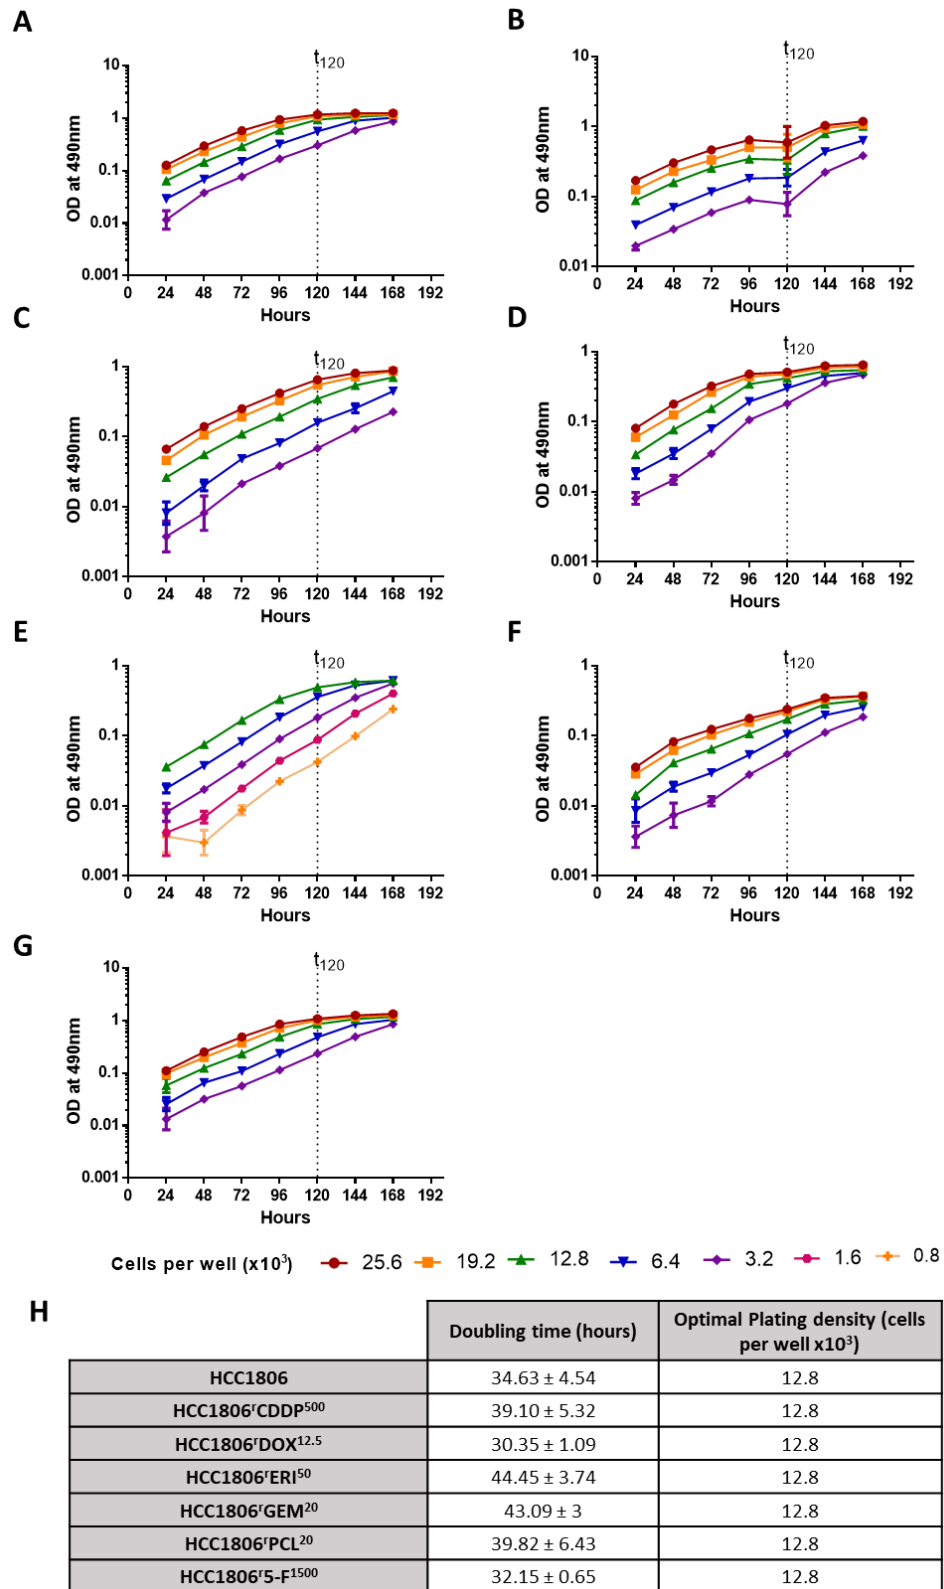 A
t120
OD at 490nm
10
1
0.1
0.01
0.001
0 24 48 72 96 120 144 168 192
Hours
B
t120
OD at 490nm
10
1
0.1
0.01
0 24 48 72 96 120 144 168 192
Hours
C
t120
OD at 490nm
1
0.1
0.01
0.001
0 24 48 72 96 120 144 168 192
Hours
D
t120
OD at 490nm
1
0.1
0.01
0.001
0 24 48 72 96 120 144 168 192
Hours
E
t120
OD at 490nm
1
0.1
0.01
0.001
0 24 48 72 96 120 144 168 192
Hours
F
t120
OD at 490nm
1
0.1
0.01
0.001
0 24 48 72 96 120 144 168 192
Hours
G
t120
OD at 490nm
10
1
0.1
0.01
0.001
0 24 48 72 96 120 144 168 192
Hours
Cells per well (x10³) 25.6 19.2 12.8 6.4 3.2 1.6 0.8
H
Doubling time (hours) Optimal Plating density (cells
per well x10³)
HCC1806 34.63 ± 4.54 12.8
HCC1806ʳCDDP⁵⁰⁰ 39.10 ± 5.32 12.8
HCC1806ʳDOX¹²·⁵ 30.35 ± 1.09 12.8
HCC1806ʳERI⁵⁰ 44.45 ± 3.74 12.8
HCC1806ʳGEM²⁰ 43.09 ± 3 12.8
HCC1806ʳPCL²⁰ 39.82 ± 6.43 12.8
HCC1806ʳ5-F¹⁵⁰⁰ 32.15 ± 0.65 12.8